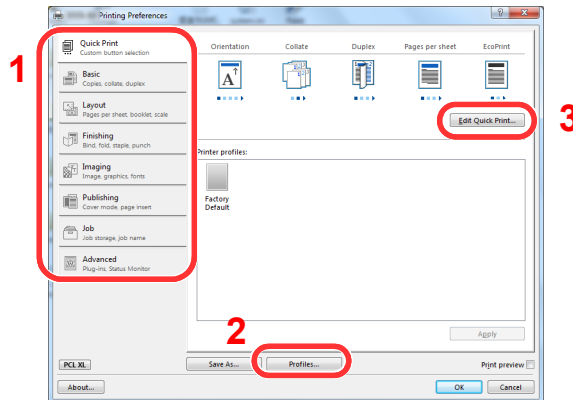 Printing Preferences
1
Quick Print
Custom button selection
Basic
Copies, collate, duplex
Layout
Pages per sheet, booklet, scale
Finishing
Bind, fold, staple, punch
Imaging
Image, graphics, fonts
Publishing
Cover mode, page insert
Job
Job storage, job name
Advanced
Plug-ins, Status Monitor
Orientation Collate Duplex Pages per sheet EcoPrint
A
3
Edit Quick Print...
Printer profiles:
Factory
Default
Apply
2
PCL XL
Save As...
Profiles...
Print preview
About...
OK
Cancel